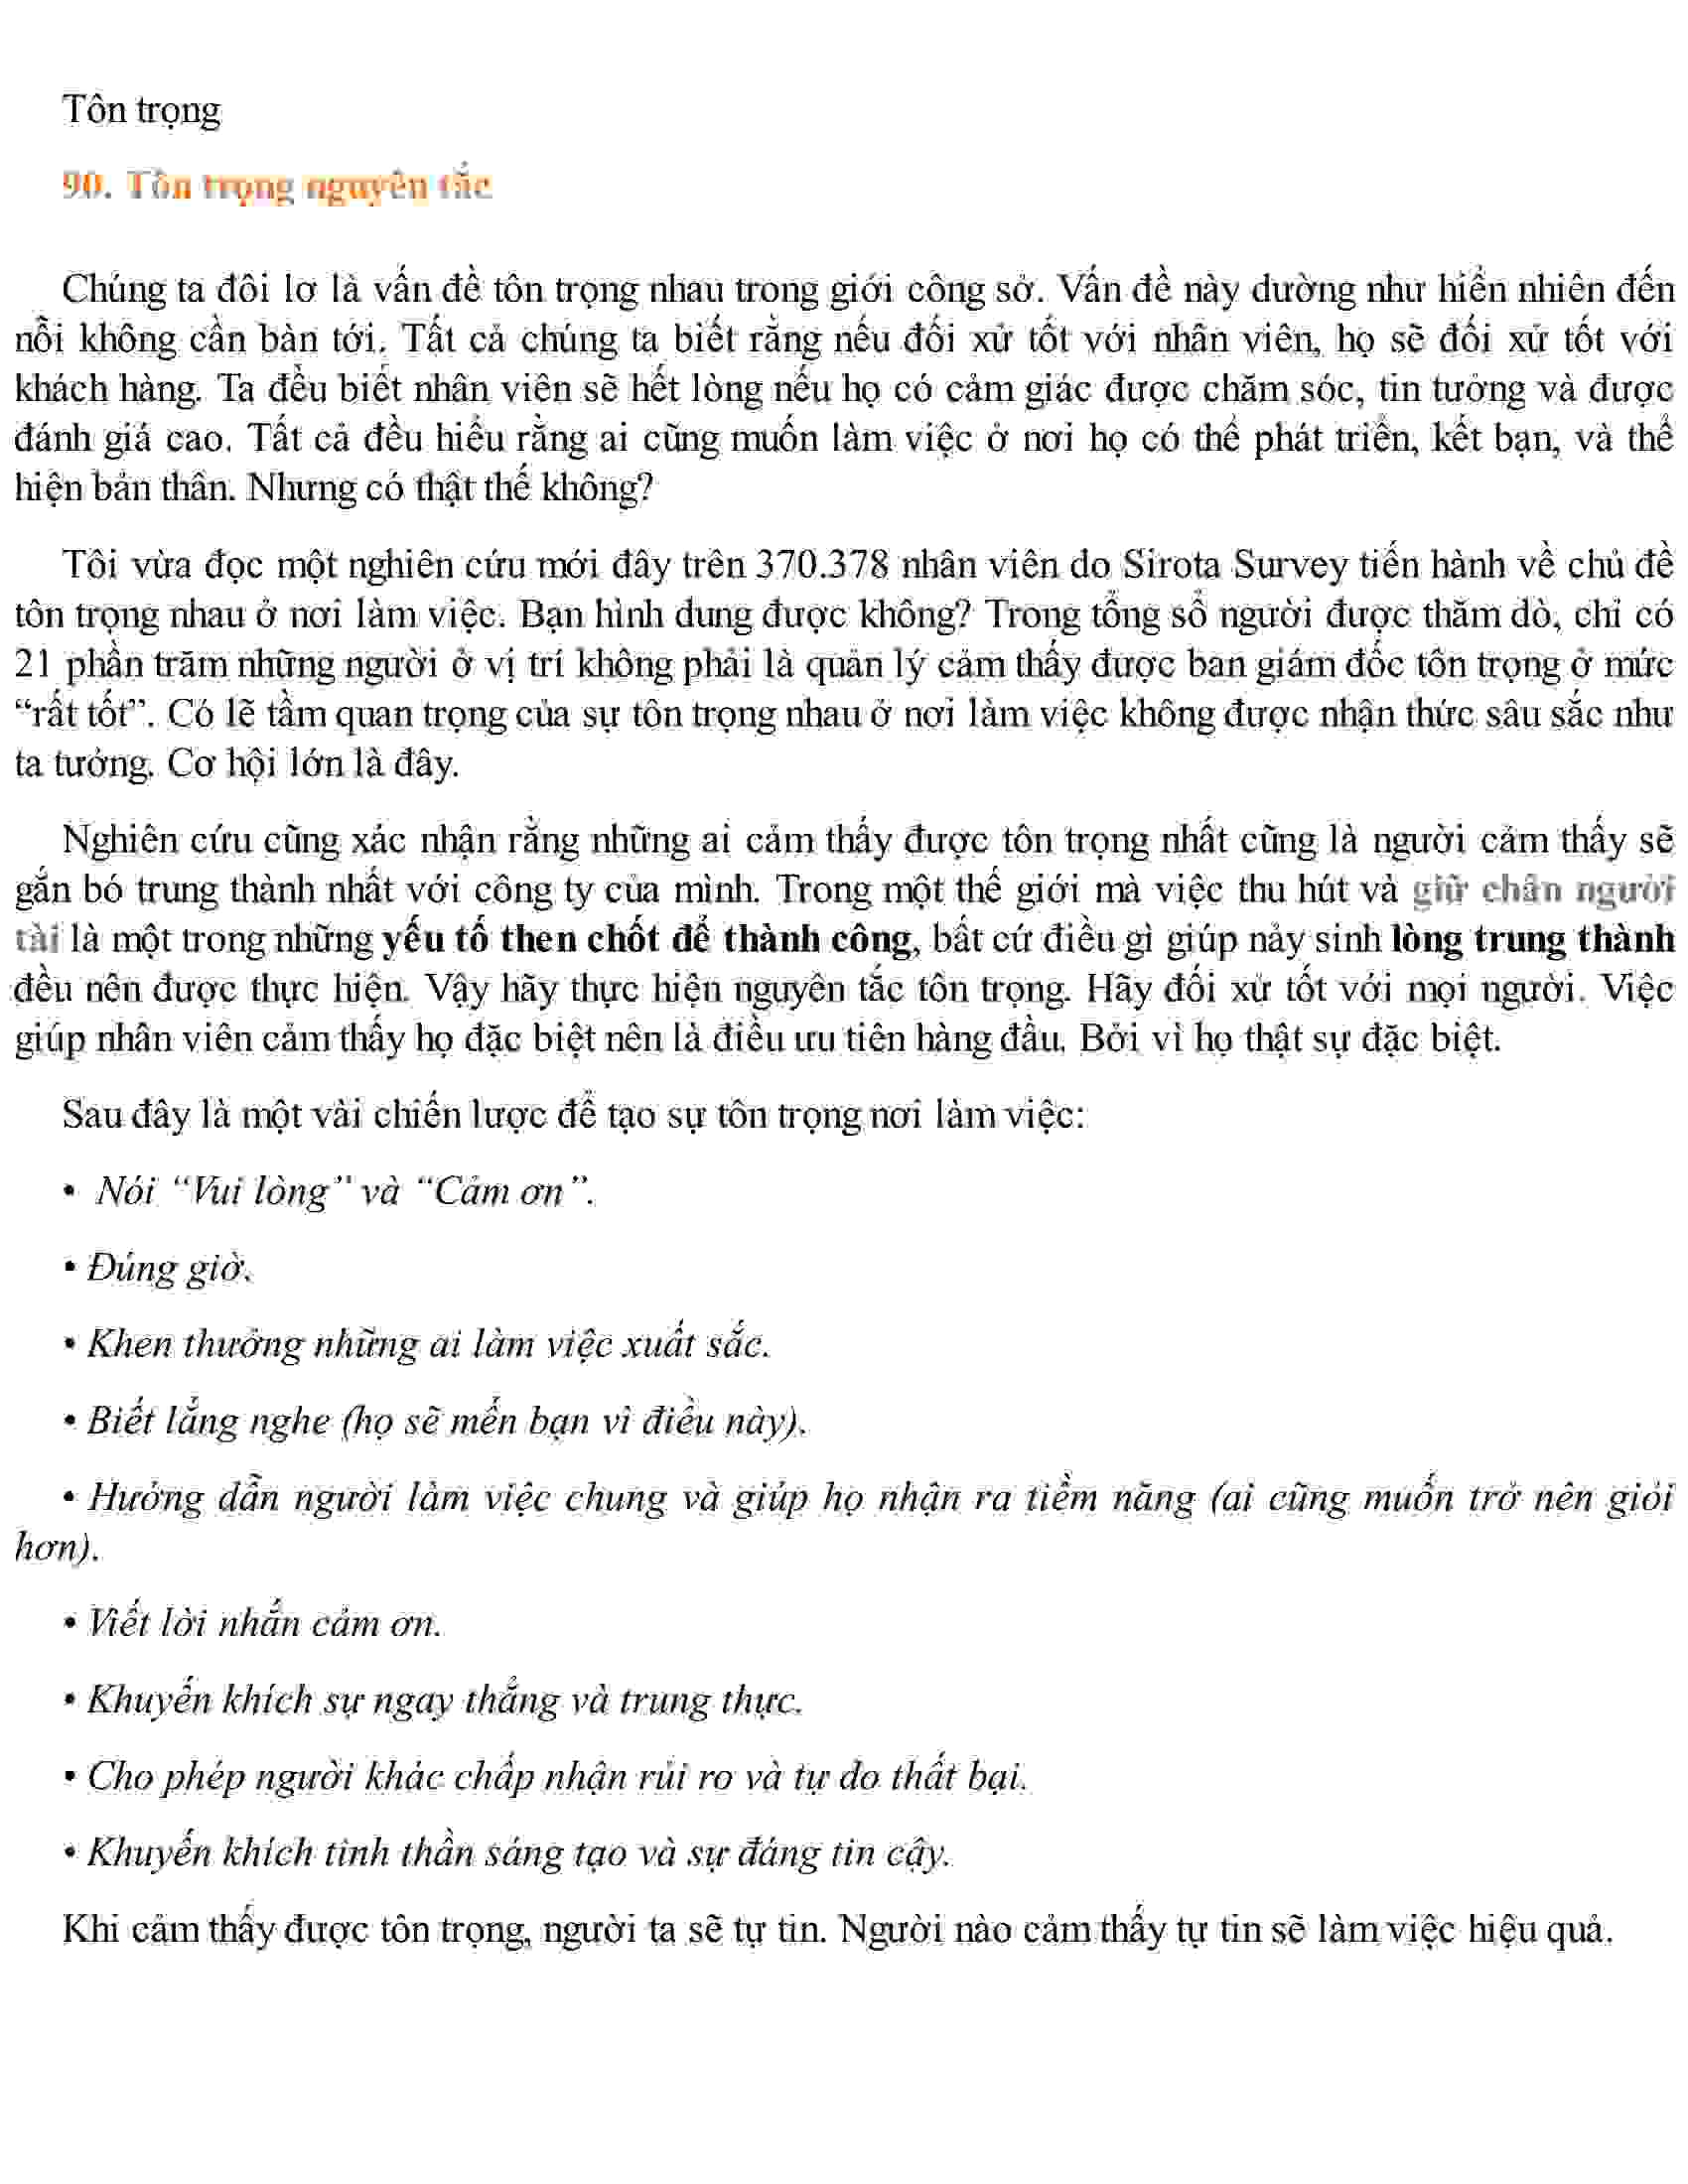 Tôn trọng
90. Tôn trọng nguyên tắc
Chúng ta đôi lơ là vấn đề tôn trọng nhau trong giới công sở. Vấn đề này dường như hiển nhiên đến
nỗi không cần bàn tới. Tất cả chúng ta biết rằng nếu đối xử tốt với nhân viên, họ sẽ đối xử tốt với
khách hàng. Ta đều biết nhân viên sẽ hết lòng nếu họ có cảm giác được chăm sóc, tin tưởng và được
đánh giá cao. Tất cả đều hiểu rằng ai cũng muốn làm việc ở nơi họ có thể phát triển, kết bạn, và thể
hiện bản thân. Nhưng có thật thế không?
Tôi vừa đọc một nghiên cứu mới đây trên 370.378 nhân viên do Sirota Survey tiến hành về chủ đề
tôn trọng nhau ở nơi làm việc. Bạn hình dung được không? Trong tổng số người được thăm dò, chỉ có
21 phần trăm những người ở vị trí không phải là quản lý cảm thấy được ban giám đốc tôn trọng ở mức
“rất tốt”. Có lẽ tầm quan trọng của sự tôn trọng nhau ở nơi làm việc không được nhận thức sâu sắc như
ta tưởng. Cơ hội lớn là đây.
Nghiên cứu cũng xác nhận rằng những ai cảm thấy được tôn trọng nhất cũng là người cảm thấy sẽ
gắn bó trung thành nhất với công ty của mình. Trong một thế giới mà việc thu hút và giữ chân người
tài là một trong những yếu tố then chốt để thành công, bất cứ điều gì giúp nảy sinh lòng trung thành
đều nên được thực hiện. Vậy hãy thực hiện nguyên tắc tôn trọng. Hãy đối xử tốt với mọi người. Việc
giúp nhân viên cảm thấy họ đặc biệt nên là điều ưu tiên hàng đầu. Bởi vì họ thật sự đặc biệt.
Sau đây là một vài chiến lược để tạo sự tôn trọng nơi làm việc:
• Nói “Vui lòng” và “Cảm ơn”.
• Đúng giờ.
• Khen thưởng những ai làm việc xuất sắc.
• Biết lắng nghe (họ sẽ mến bạn vì điều này).
• Hướng dẫn người làm việc chung và giúp họ nhận ra tiềm năng (ai cũng muốn trở nên giỏi
hơn).
• Viết lời nhắn cảm ơn.
• Khuyến khích sự ngay thẳng và trung thực.
• Cho phép người khác chấp nhận rủi ro và tự do thất bại.
• Khuyến khích tinh thần sáng tạo và sự đáng tin cậy.
Khi cảm thấy được tôn trọng, người ta sẽ tự tin. Người nào cảm thấy tự tin sẽ làm việc hiệu quả.